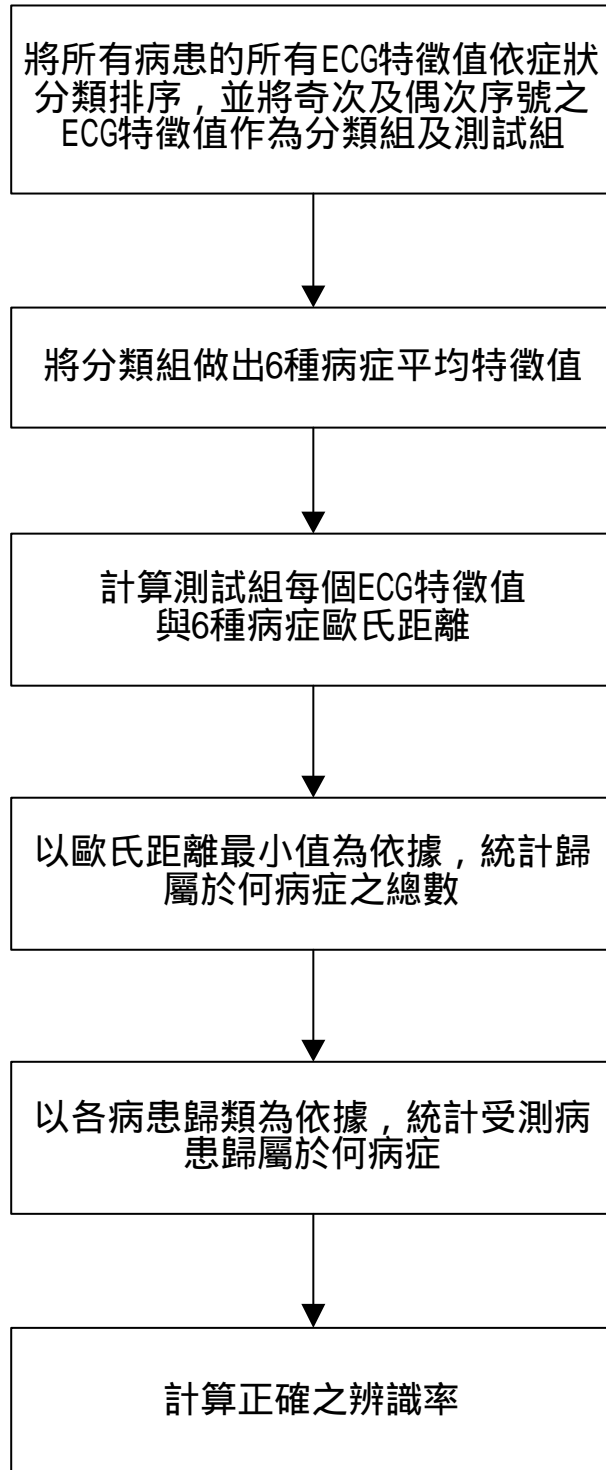 將所有病患的所有ECG特徵值依症狀
分類排序，並將奇次及偶次序號之
ECG特徵值作為分類組及測試組
將分類組做出6種病症平均特徵值
計算測試組每個ECG特徵值
與6種病症歐氏距離
以歐氏距離最小值為依據，統計歸
屬於何病症之總數
以各病患歸類為依據，統計受測病
患歸屬於何病症
計算正確之辨識率